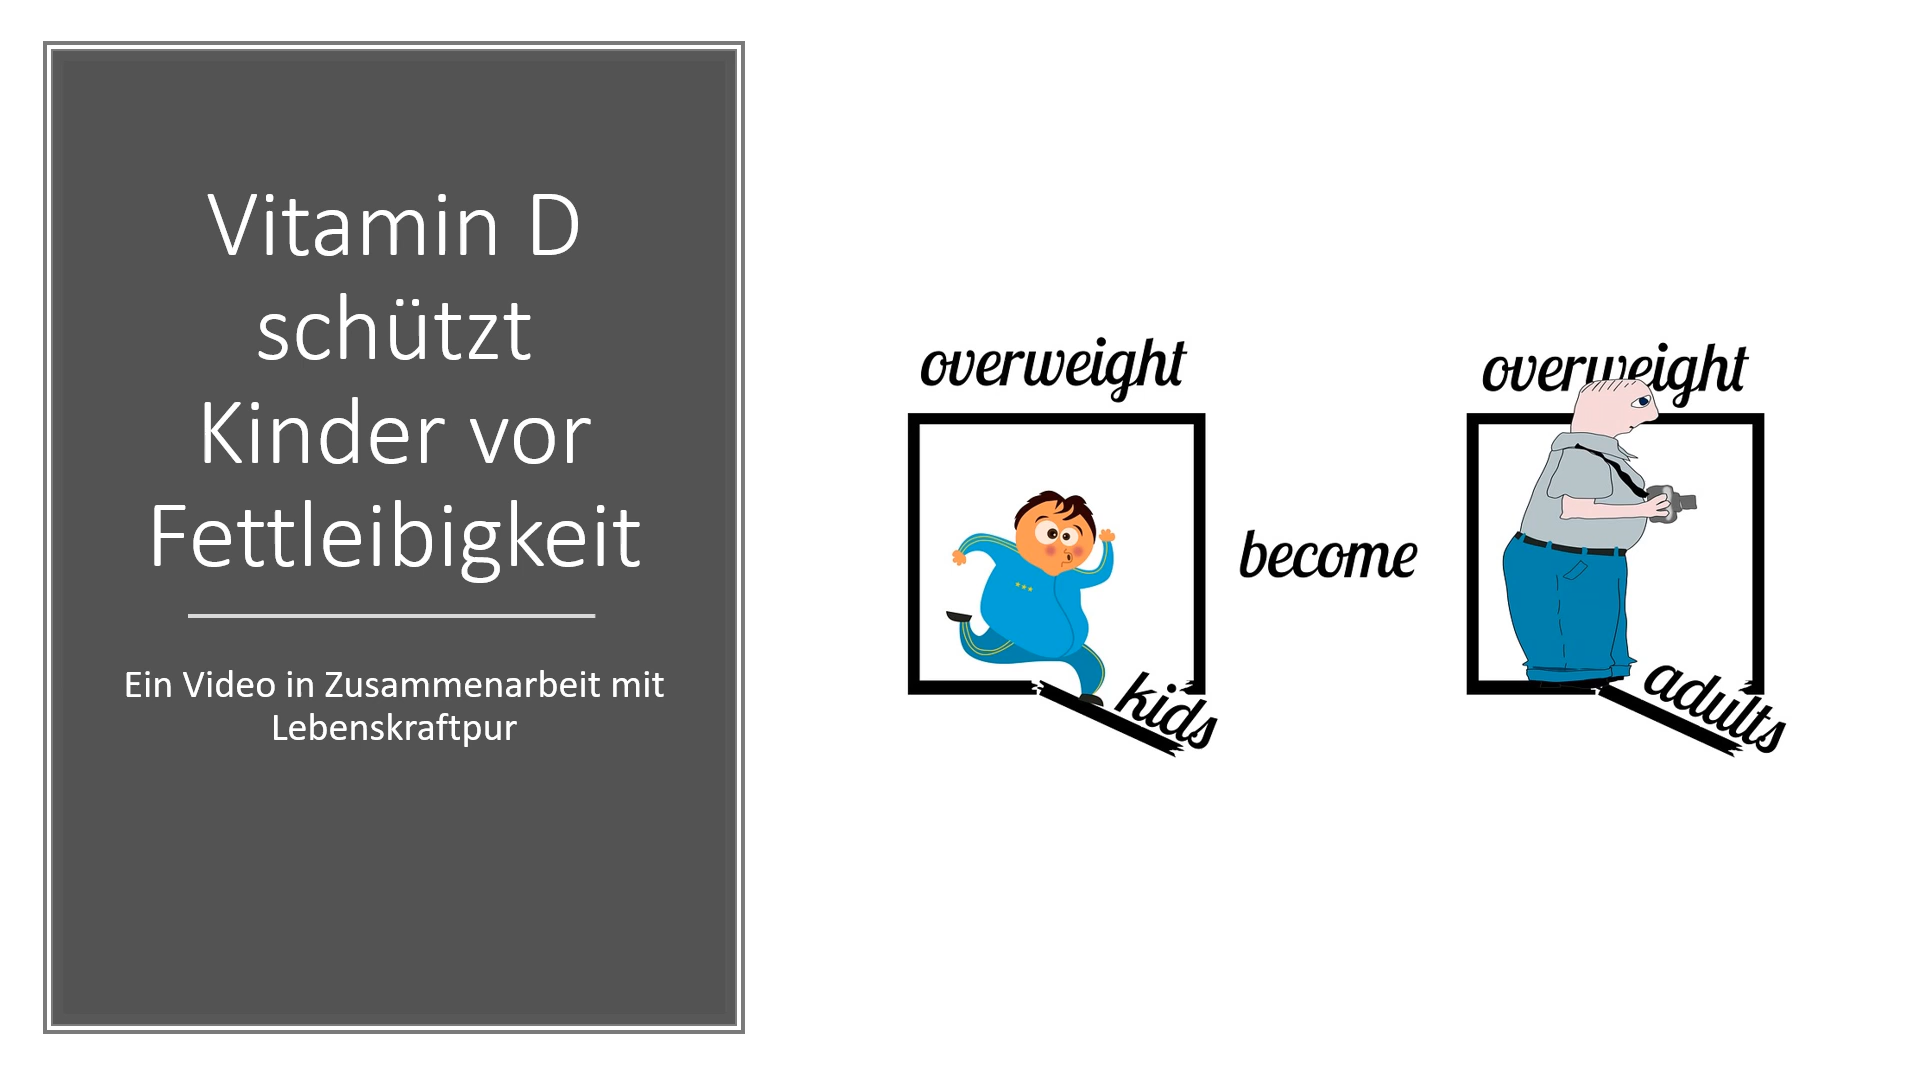 Vitamin D
schützt
Kinder vor
Fettleibigkeit
Ein Video in Zusammenarbeit mit
Lebenskraftpur
overweight
kids
become
overweight
adults